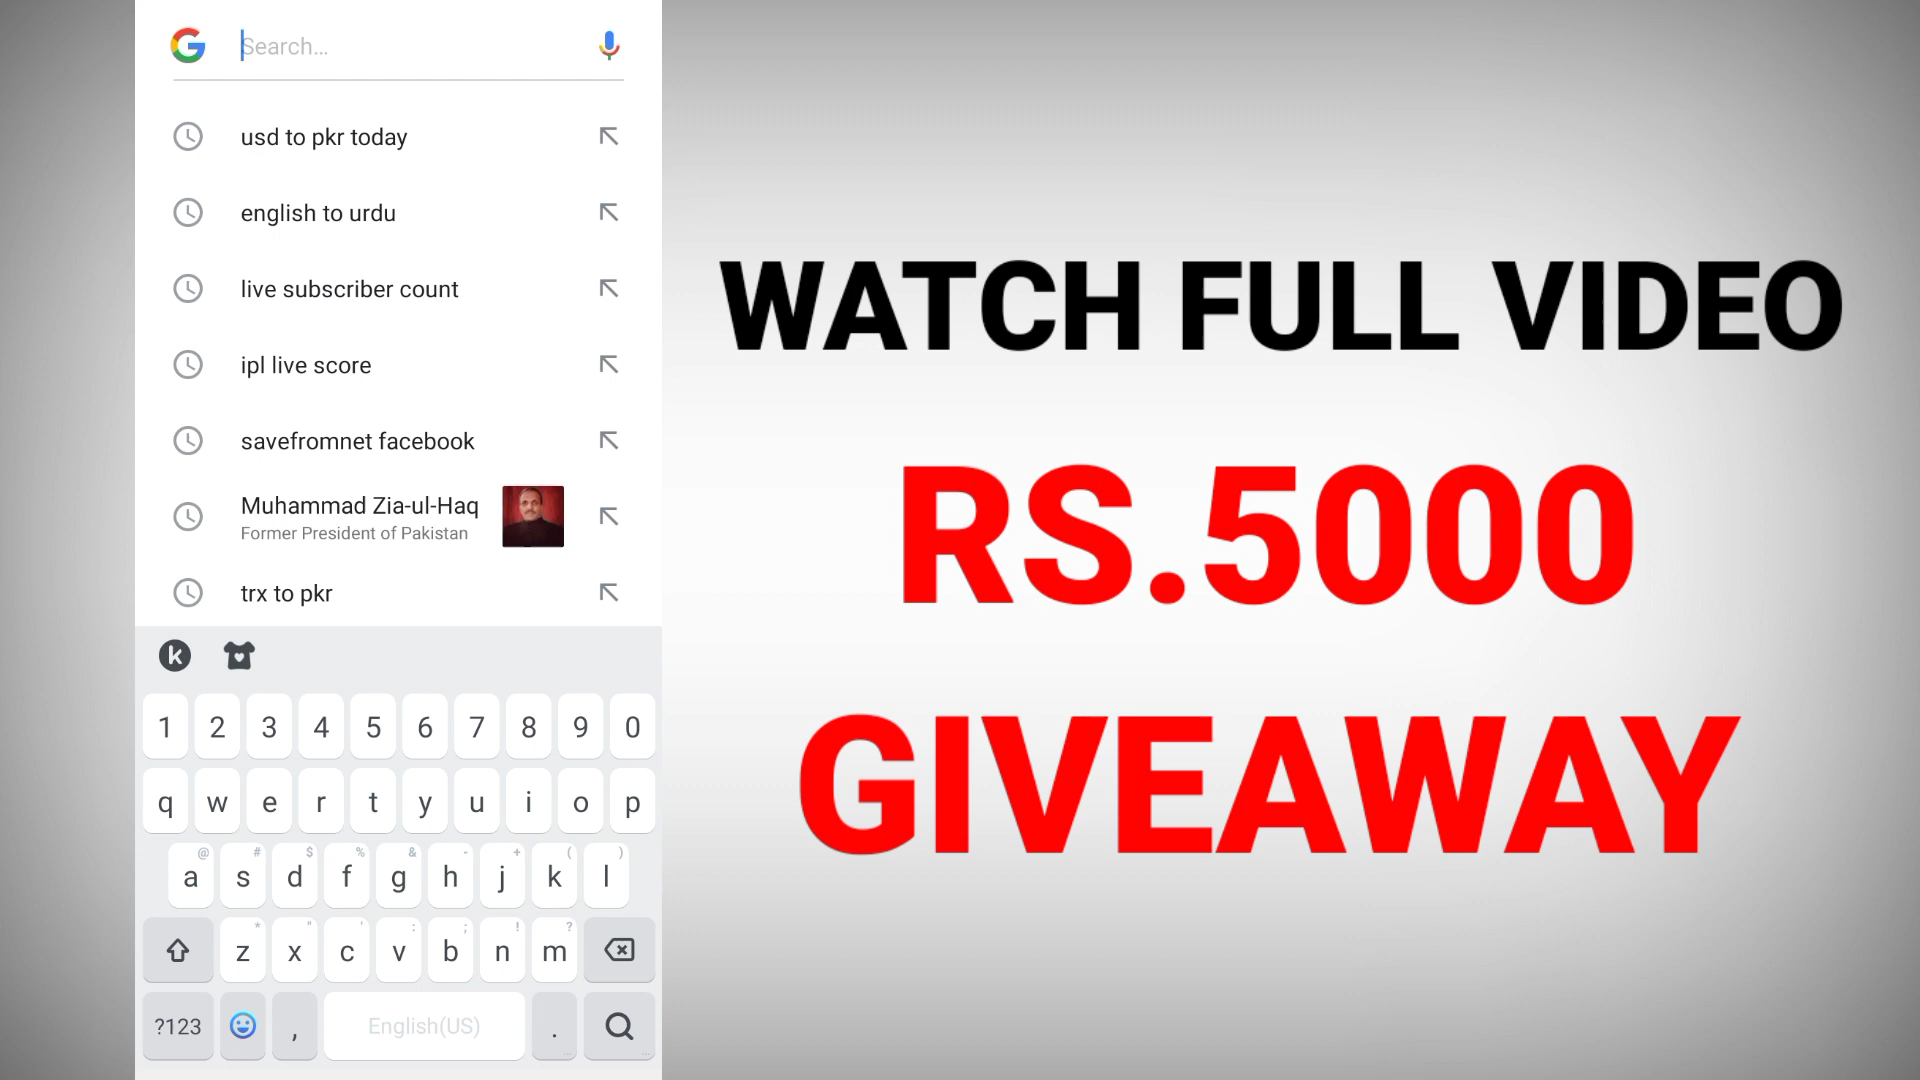 Search...
usd to pkr today
english to urdu
live subscriber count
ipl live score
savefromnet facebook
Muhammad Zia-ul-Haq
Former President of Pakistan
trx to pkr
k
1 2 3 4 5 6 7 8 9 0
q w e r t y u i o p
@ # $ % & - + ( )
a s d f g h j k l
* " ' : ; ! ?
z x c v b n m
?123 , English(US) .
WATCH FULL VIDEO
RS.5000
GIVEAWAY